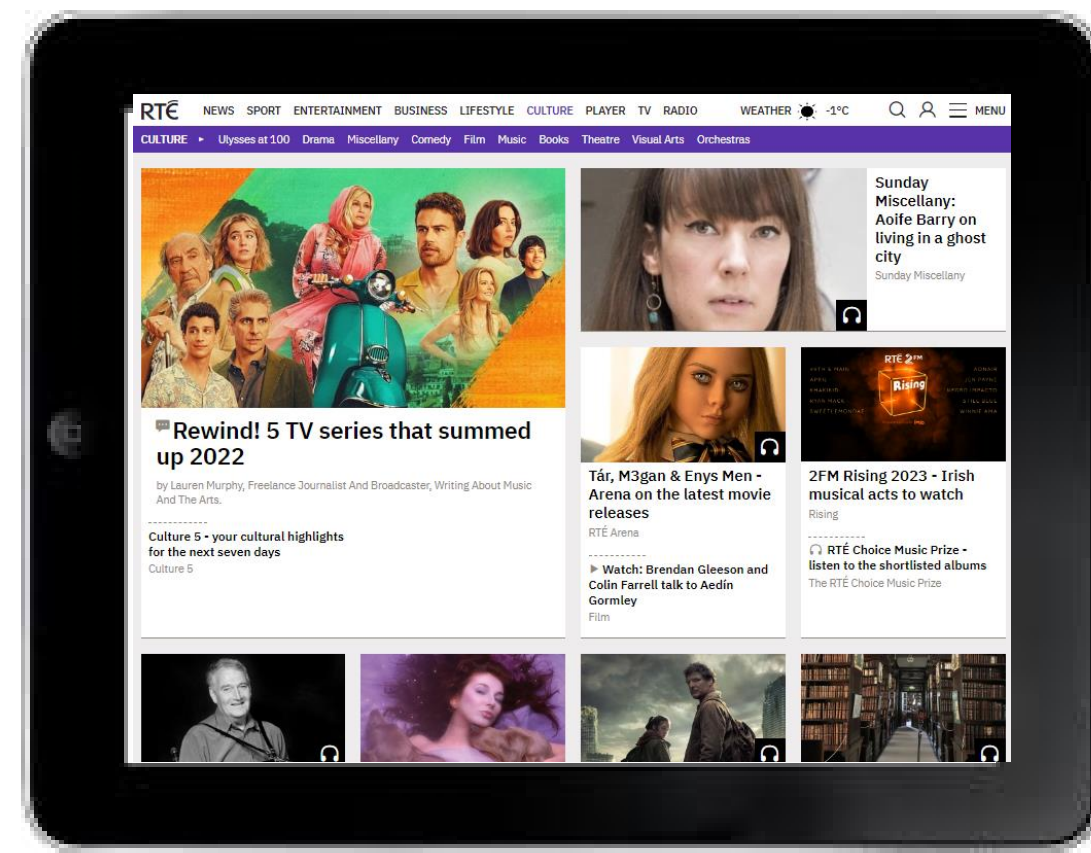 RTÉ NEWS SPORT ENTERTAINMENT BUSINESS LIFESTYLE CULTURE PLAYER TV RADIO WEATHER -1°C MENU
CULTURE Ulysses at 100 Drama Miscellany Comedy Film Music Books Theatre Visual Arts Orchestras
Rewind! 5 TV series that summed
up 2022
by Lauren Murphy, Freelance Journalist And Broadcaster, Writing About Music
And The Arts.
Culture 5 - your cultural highlights
for the next seven days
Culture 5
Sunday
Miscellany:
Aoife Barry on
living in a ghost
city
Sunday Miscellany
Tár, M3gan & Enys Men -
Arena on the latest movie
releases
RTÉ Arena
Watch: Brendan Gleeson and
Colin Farrell talk to Aedín
Gormley
Film
RTÉ 2FM
Rising
2FM Rising 2023 - Irish
musical acts to watch
Rising
RTÉ Choice Music Prize -
listen to the shortlisted albums
The RTÉ Choice Music Prize